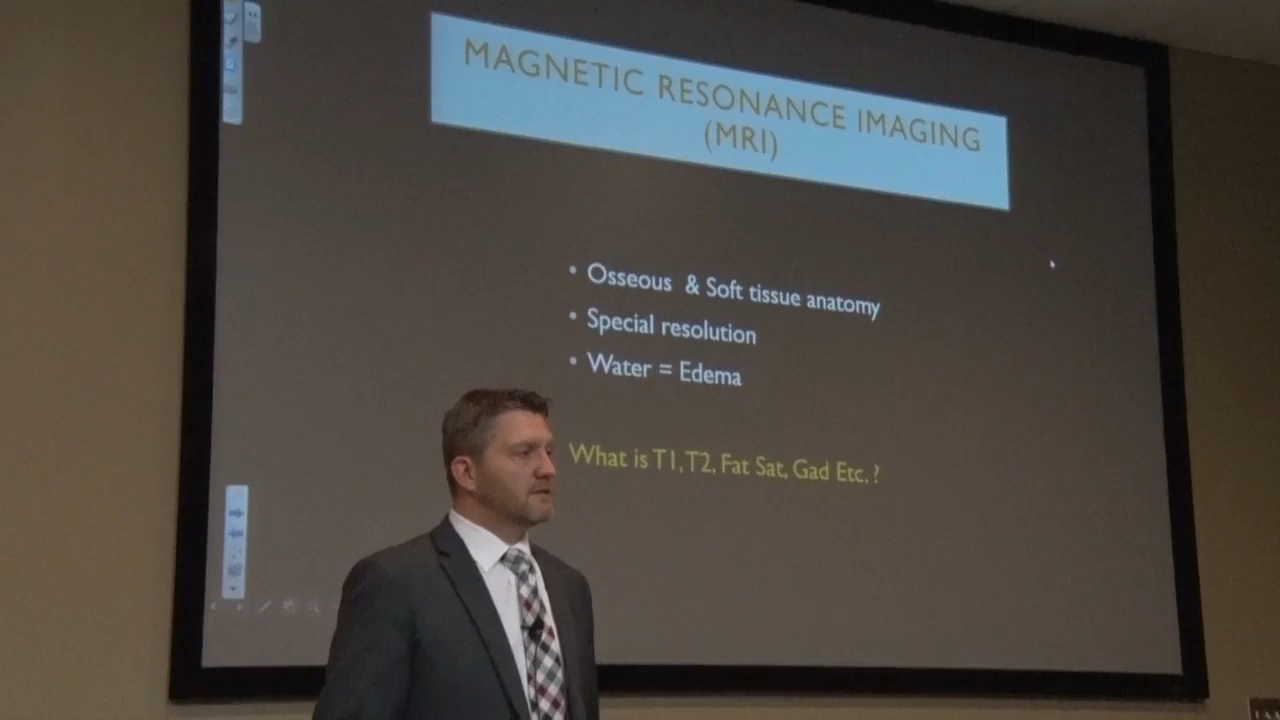 MAGNETIC RESONANCE IMAGING
(MRI)
• Osseous & Soft tissue anatomy
• Special resolution
• Water = Edema
What is T1, T2, Fat Sat, Gad Etc. ?